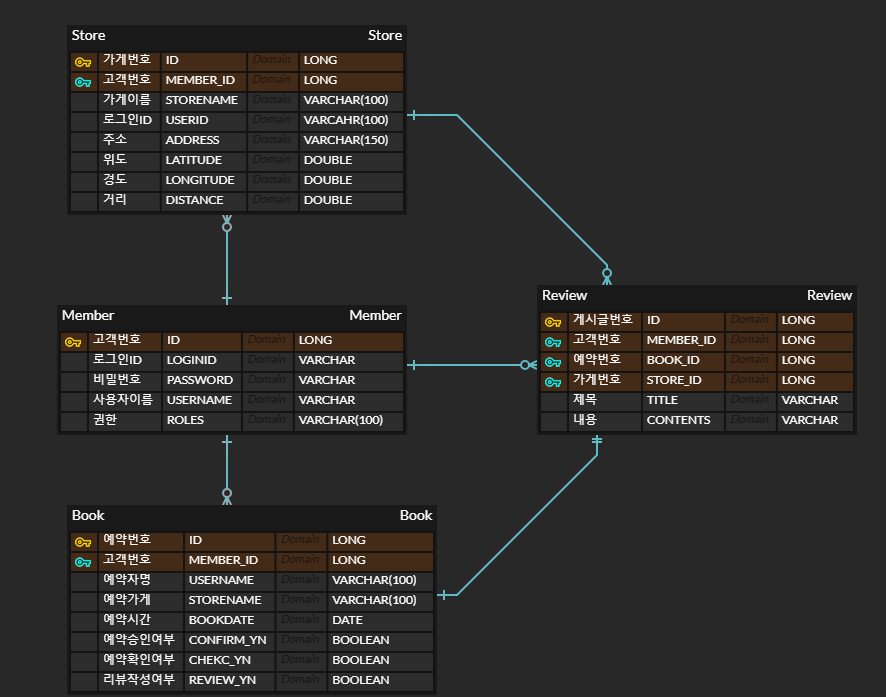 Store Store
가게번호 ID Domain LONG
고객번호 MEMBER_ID Domain LONG
가게이름 STORENAME Domain VARCHAR(100)
로그인ID USERID Domain VARCAHR(100)
주소 ADDRESS Domain VARCHAR(150)
위도 LATITUDE Domain DOUBLE
경도 LONGITUDE Domain DOUBLE
거리 DISTANCE Domain DOUBLE
Member Member
고객번호 ID Domain LONG
로그인ID LOGINID Domain VARCHAR
비밀번호 PASSWORD Domain VARCHAR
사용자이름 USERNAME Domain VARCHAR
권한 ROLES Domain VARCHAR(100)
Review Review
게시글번호 ID Domain LONG
고객번호 MEMBER_ID Domain LONG
예약번호 BOOK_ID Domain LONG
가게번호 STORE_ID Domain LONG
제목 TITLE Domain VARCHAR
내용 CONTENTS Domain VARCHAR
Book Book
예약번호 ID Domain LONG
고객번호 MEMBER_ID Domain LONG
예약자명 USERNAME Domain VARCHAR(100)
예약가게 STORENAME Domain VARCHAR(100)
예약시간 BOOKDATE Domain DATE
예약승인여부 CONFIRM_YN Domain BOOLEAN
예약확인여부 CHEKC_YN Domain BOOLEAN
리뷰작성여부 REVIEW_YN Domain BOOLEAN